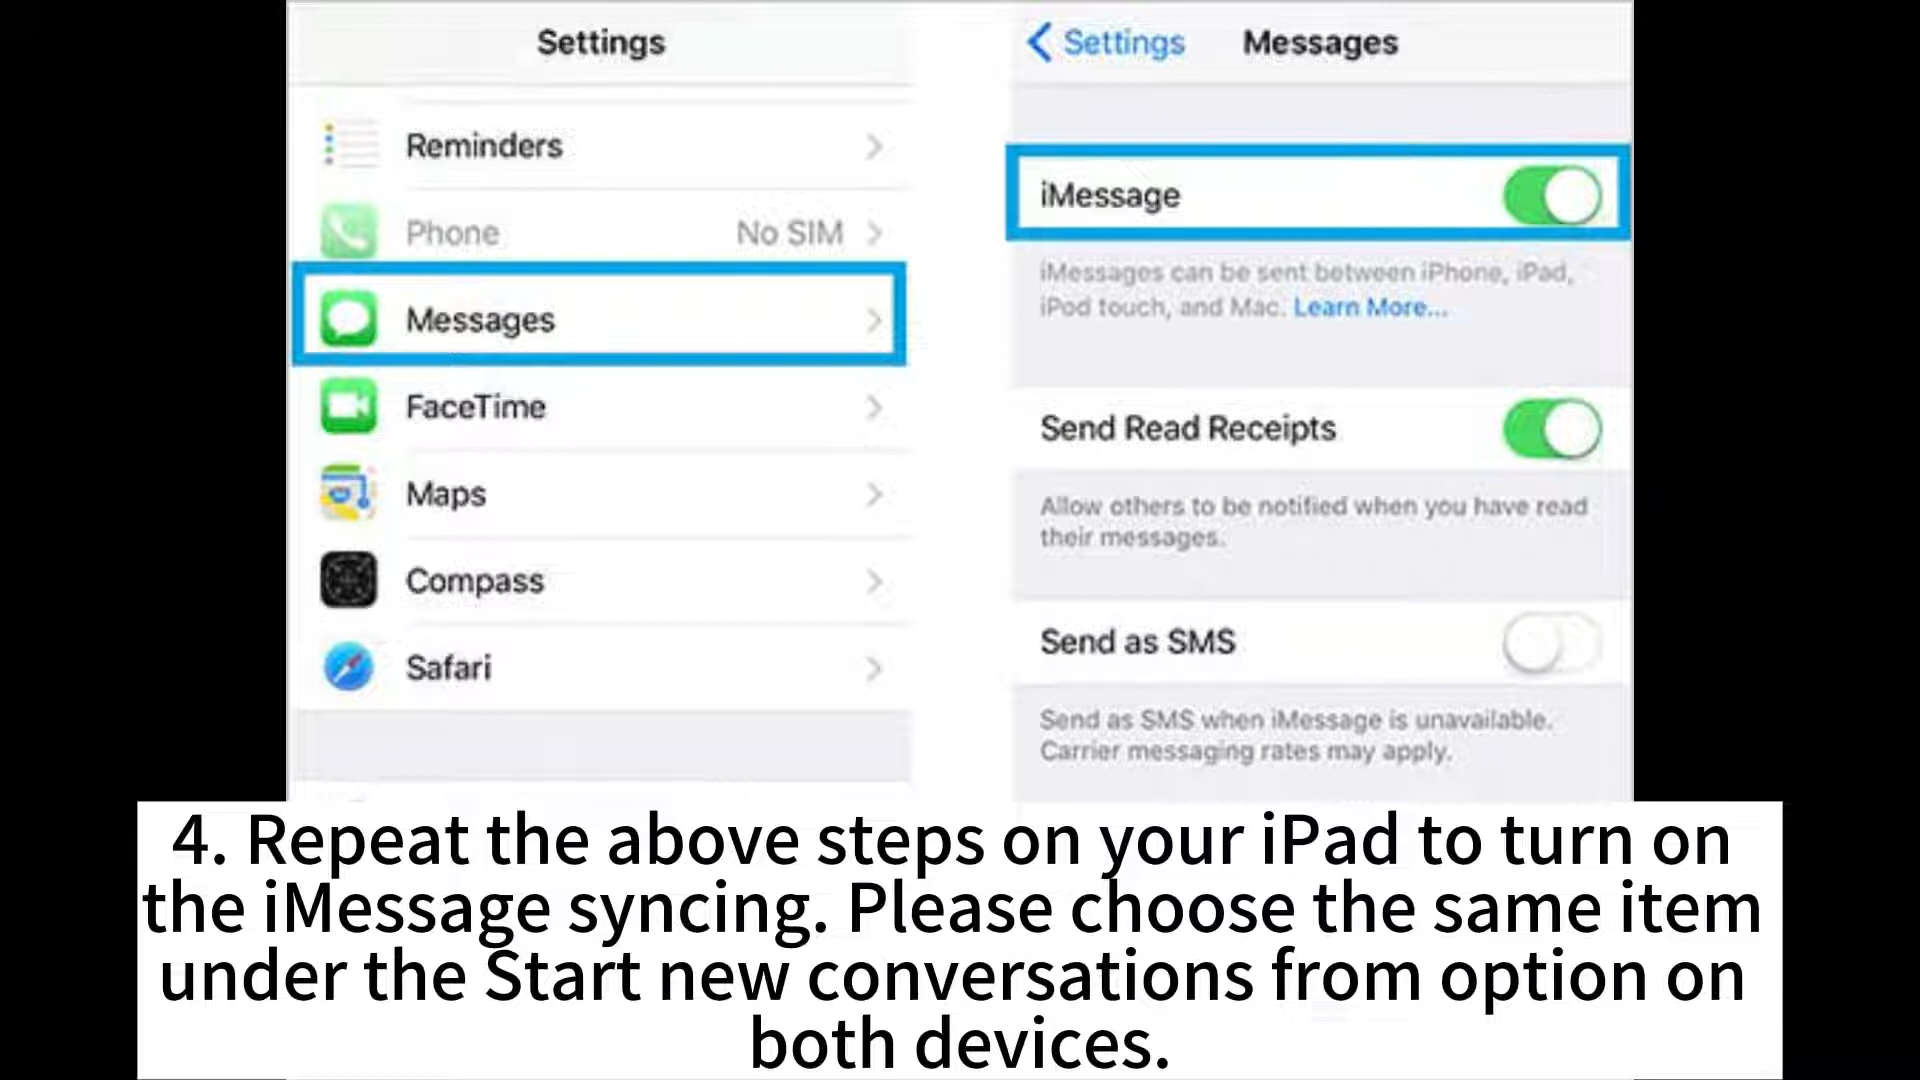 Settings
Reminders
Phone No SIM
Messages
FaceTime
Maps
Compass
Safari
Settings Messages
iMessage
iMessages can be sent between iPhone, iPad,
iPod touch, and Mac. Learn More...
Send Read Receipts
Allow others to be notified when you have read
their messages.
Send as SMS
Send as SMS when iMessage is unavailable.
Carrier messaging rates may apply.
4. Repeat the above steps on your iPad to turn on
the iMessage syncing. Please choose the same item
under the Start new conversations from option on
both devices.